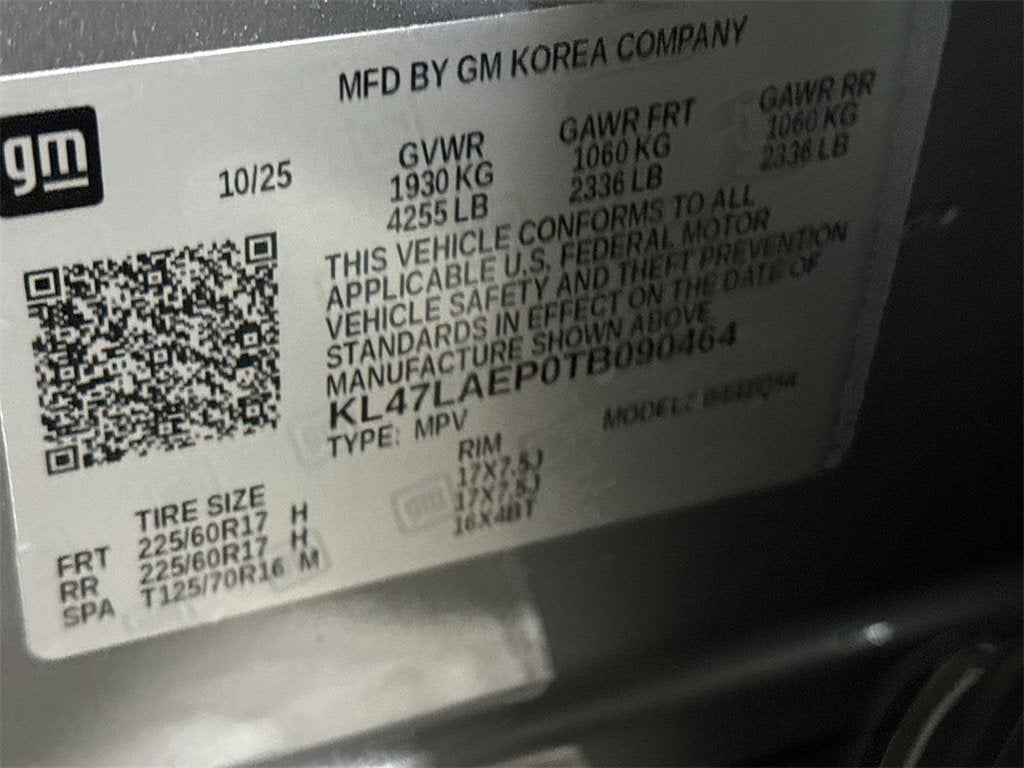 MFD BY GM KOREA COMPANY
gm
10/25
GVWR GAWR FRT GAWR RR
1930 KG 1060 KG 1060 KG
4255 LB 2336 LB 2336 LB
THIS VEHICLE CONFORMS TO ALL
APPLICABLE U.S. FEDERAL MOTOR
VEHICLE SAFETY AND THEFT PREVENTION
STANDARDS IN EFFECT ON THE DATE OF
MANUFACTURE SHOWN ABOVE
KL47LAEP0TB090464
TYPE: MPV MODEL:
TIRE SIZE RIM
FRT 225/60R17 H 17X7.5J
RR 225/60R17 H 17X7.5J
SPA T125/70R16 M 16X4BT